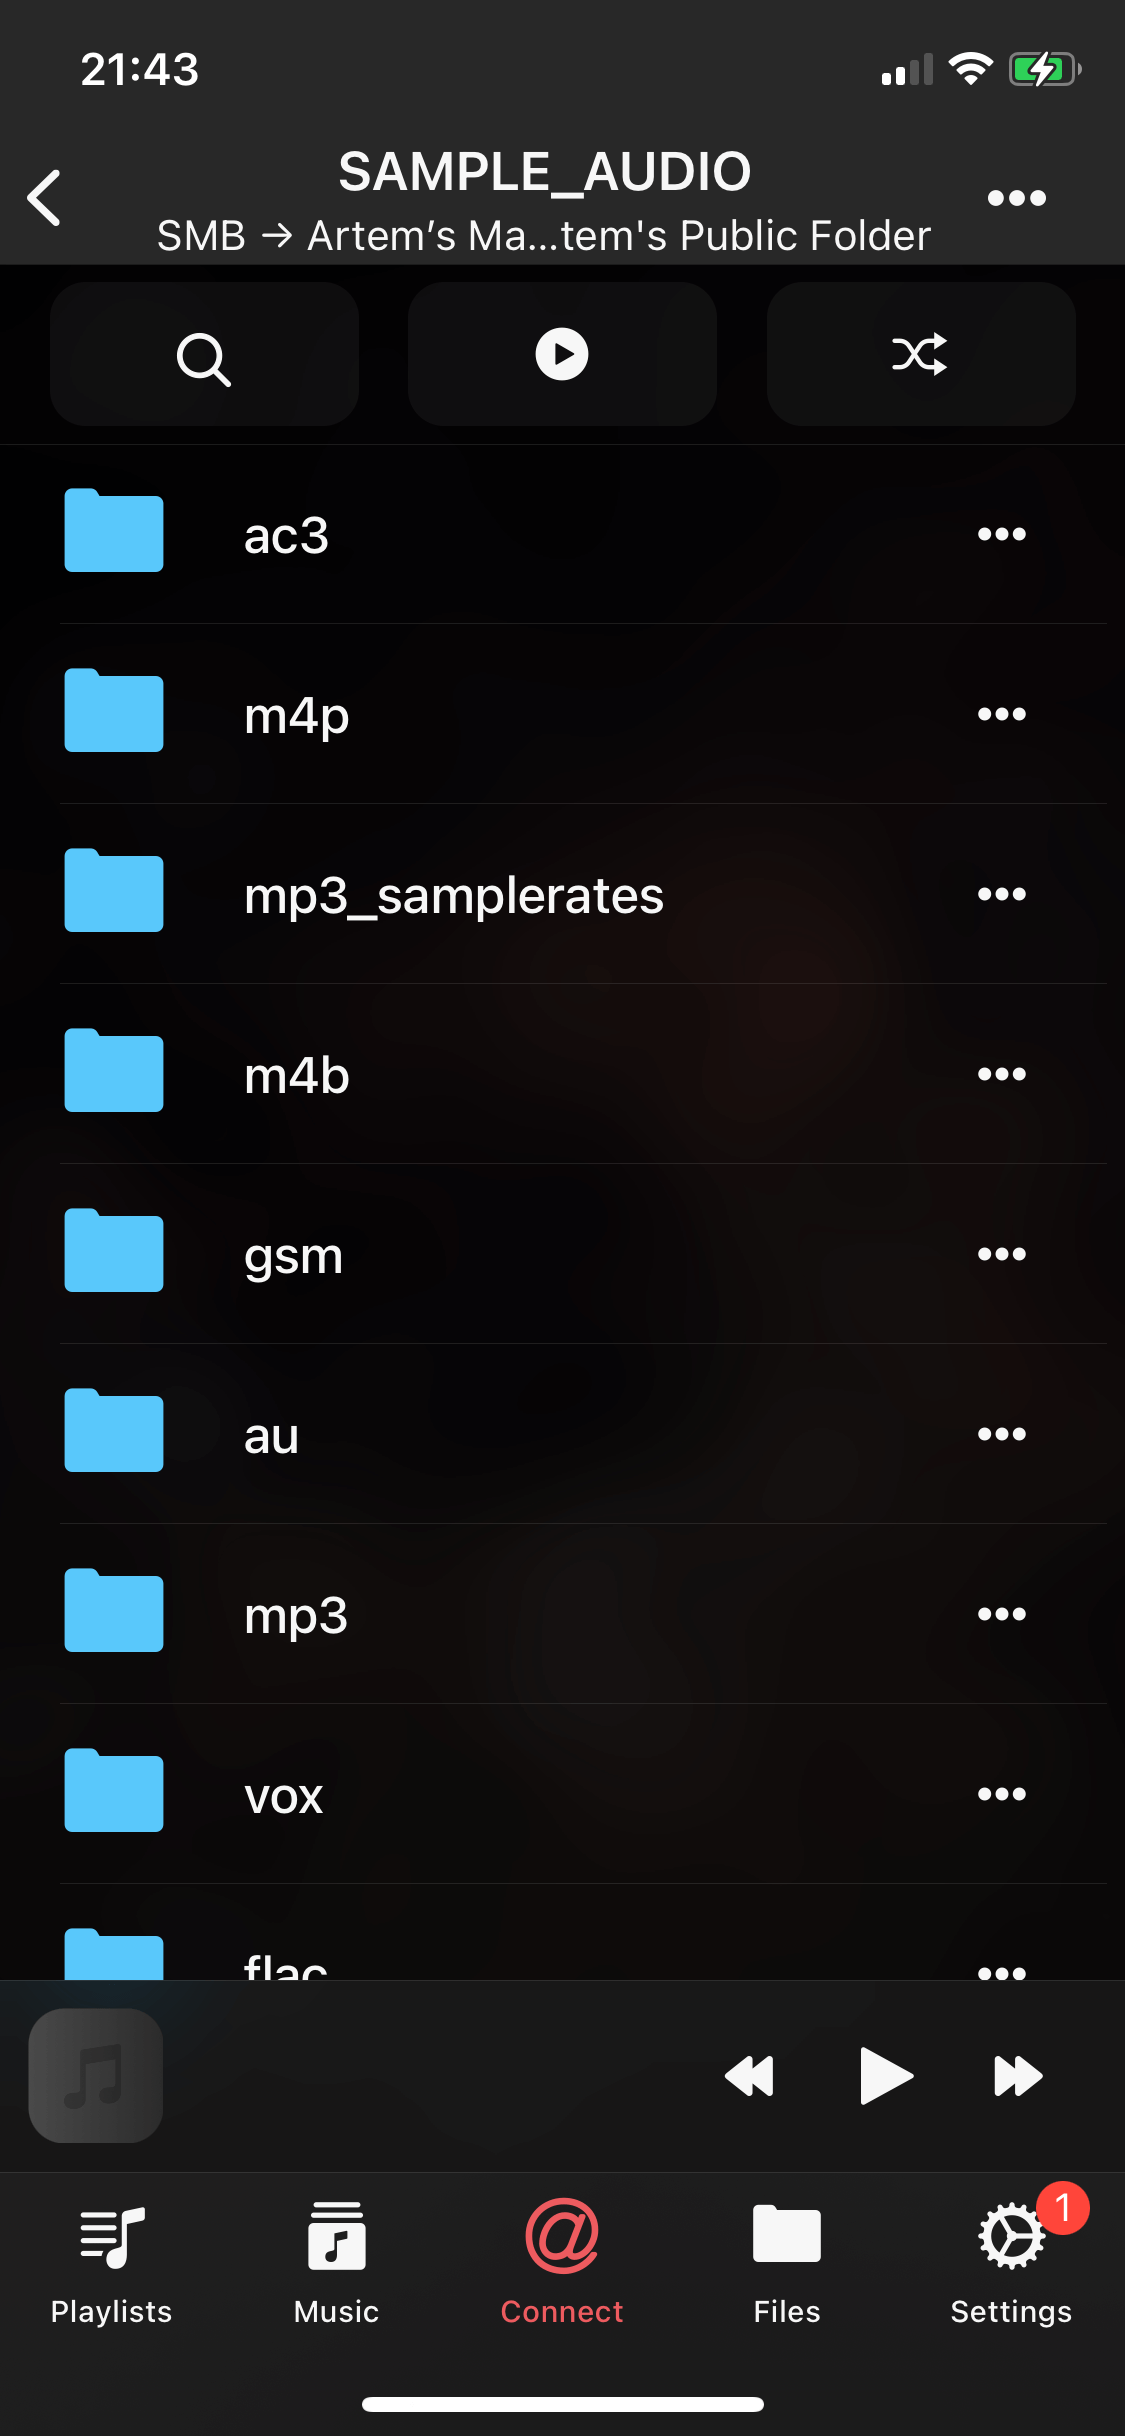 21:43
SAMPLE_AUDIO
SMB → Artem’s Ma...tem's Public Folder
ac3
m4p
mp3_samplerates
m4b
gsm
au
mp3
vox
flac
1
Playlists
Music
Connect
Files
Settings